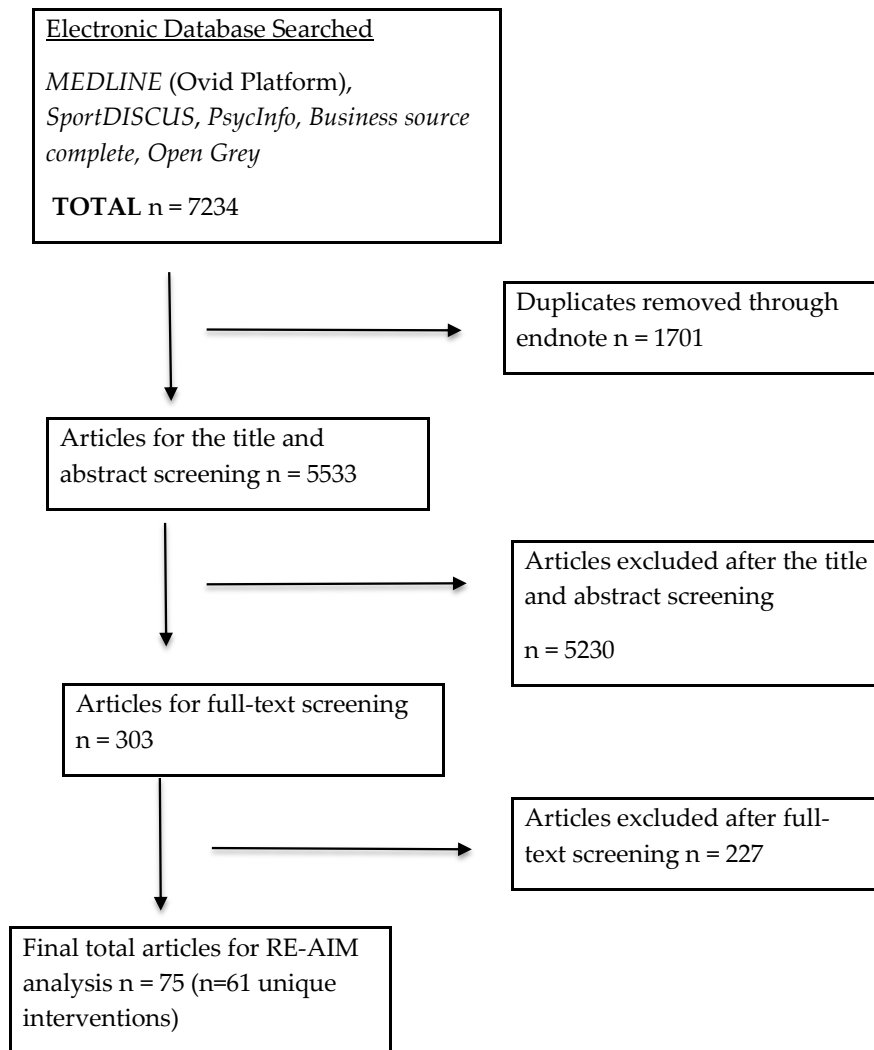 Electronic Database Searched
MEDLINE (Ovid Platform),
SportDISCUS, PsycInfo, Business source
complete, Open Grey
TOTAL n = 7234
Duplicates removed through
endnote n = 1701
Articles for the title and
abstract screening n = 5533
Articles excluded after the title
and abstract screening
n = 5230
Articles for full-text screening
n = 303
Articles excluded after full-
text screening n = 227
Final total articles for RE-AIM
analysis n = 75 (n=61 unique
interventions)